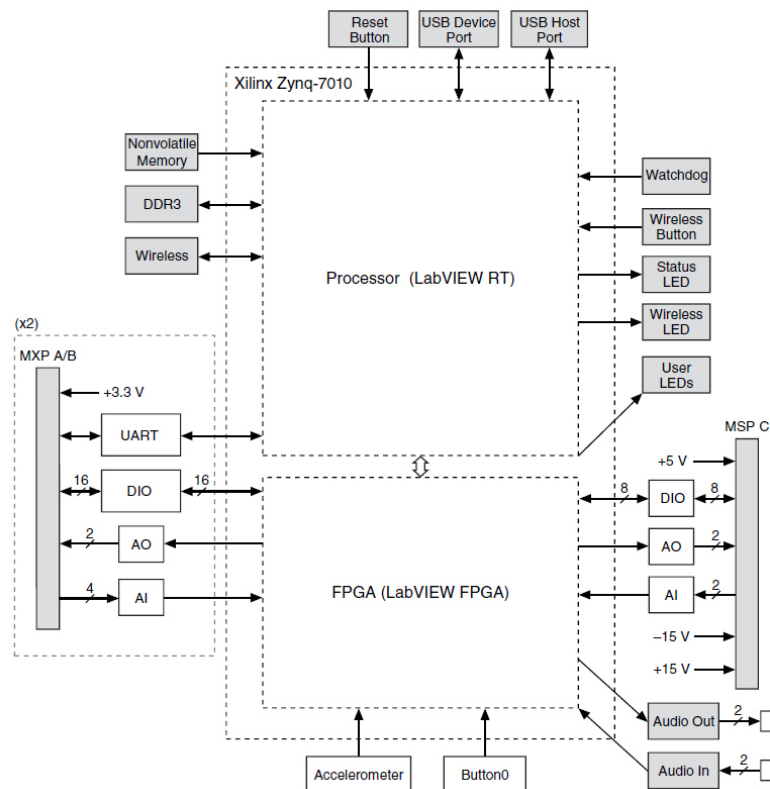 Reset
Button
USB Device
Port
USB Host
Port
Xilinx Zynq-7010
Nonvolatile
Memory
DDR3
Wireless
Processor (LabVIEW RT)
Watchdog
Wireless
Button
Status
LED
Wireless
LED
User
LEDs
(x2)
MXP A/B
+3.3 V
UART
16
DIO
16
2
AO
4
AI
FPGA (LabVIEW FPGA)
MSP C
+5 V
8
DIO
8
AO
2
AI
2
–15 V
+15 V
Audio Out
2
Audio In
2
Accelerometer
Button0